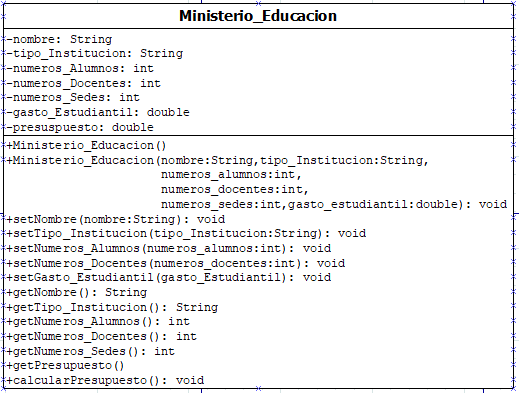 Ministerio_Educacion
-nombre: String
-tipo_Institucion: String
-numeros_Alumnos: int
-numeros_Docentes: int
-numeros_Sedes: int
-gasto_Estudiantil: double
-presuspuesto: double
+Ministerio_Educacion()
+Ministerio_Educacion(nombre:String,tipo_Institucion:String,
numeros_alumnos:int,
numeros_docentes:int,
numeros_sedes:int,gasto_estudiantil:double): void
+setNombre(nombre:String): void
+setTipo_Institucion(tipo_Institucion:String): void
+setNumeros_Alumnos(numeros_alumnos:int): void
+setNumeros_Docentes(numeros_docentes:int): void
+setGasto_Estudiantil(gasto_Estudiantil): void
+getNombre(): String
+getTipo_Institucion(): String
+getNumeros_Alumnos(): int
+getNumeros_Docentes(): int
+getNumeros_Sedes(): int
+getPresupuesto()
+calcularPresupuesto(): void